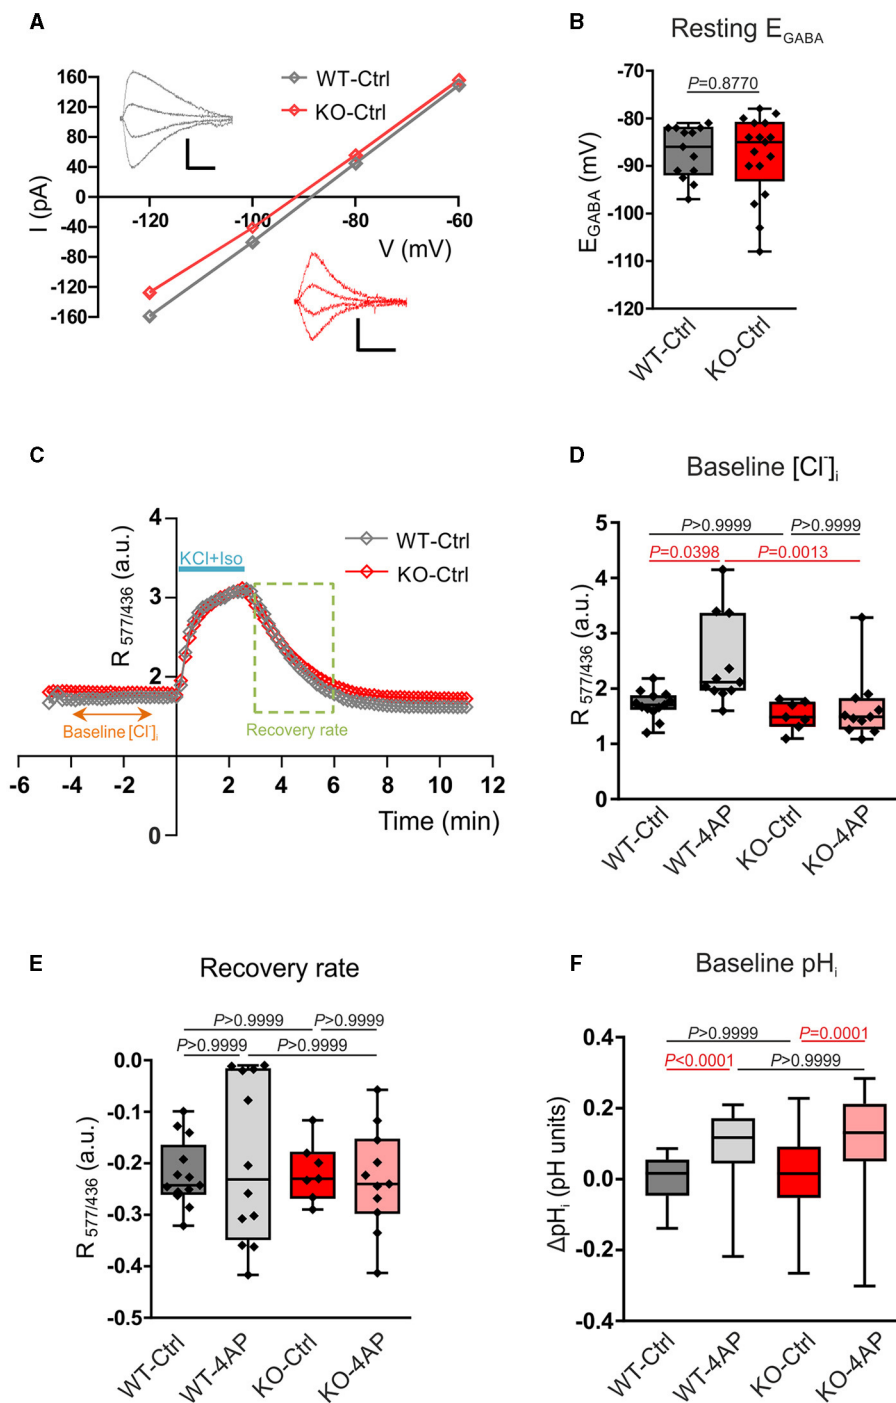 A
160
120
80
40
0
-40
-80
-120
-160
I (pA)
-120
-100
-80
-60
V (mV)
WT-Ctrl
KO-Ctrl
B
Resting E GABA
P=0.8770
-70
-80
-90
-100
-110
-120
E GABA (mV)
WT-Ctrl
KO-Ctrl
C
4
3
2
0
R 577/436 (a.u.)
KCl+Iso
WT-Ctrl
KO-Ctrl
Baseline [Cl-]i
Recovery rate
-6
-4
-2
2
4
6
8
10
12
Time (min)
D
Baseline [Cl-]i
P>0.9999
P>0.9999
P=0.0398
P=0.0013
5
4
3
2
1
0
R 577/436 (a.u.)
WT-Ctrl
WT-4AP
KO-Ctrl
KO-4AP
E
Recovery rate
P>0.9999
P>0.9999
P>0.9999
P>0.9999
0.0
-0.1
-0.2
-0.3
-0.4
-0.5
R 577/436 (a.u.)
WT-Ctrl
WT-4AP
KO-Ctrl
KO-4AP
F
Baseline pHi
P>0.9999
P=0.0001
P<0.0001
P>0.9999
0.4
0.2
0.0
-0.2
-0.4
ΔpHi (pH units)
WT-Ctrl
WT-4AP
KO-Ctrl
KO-4AP